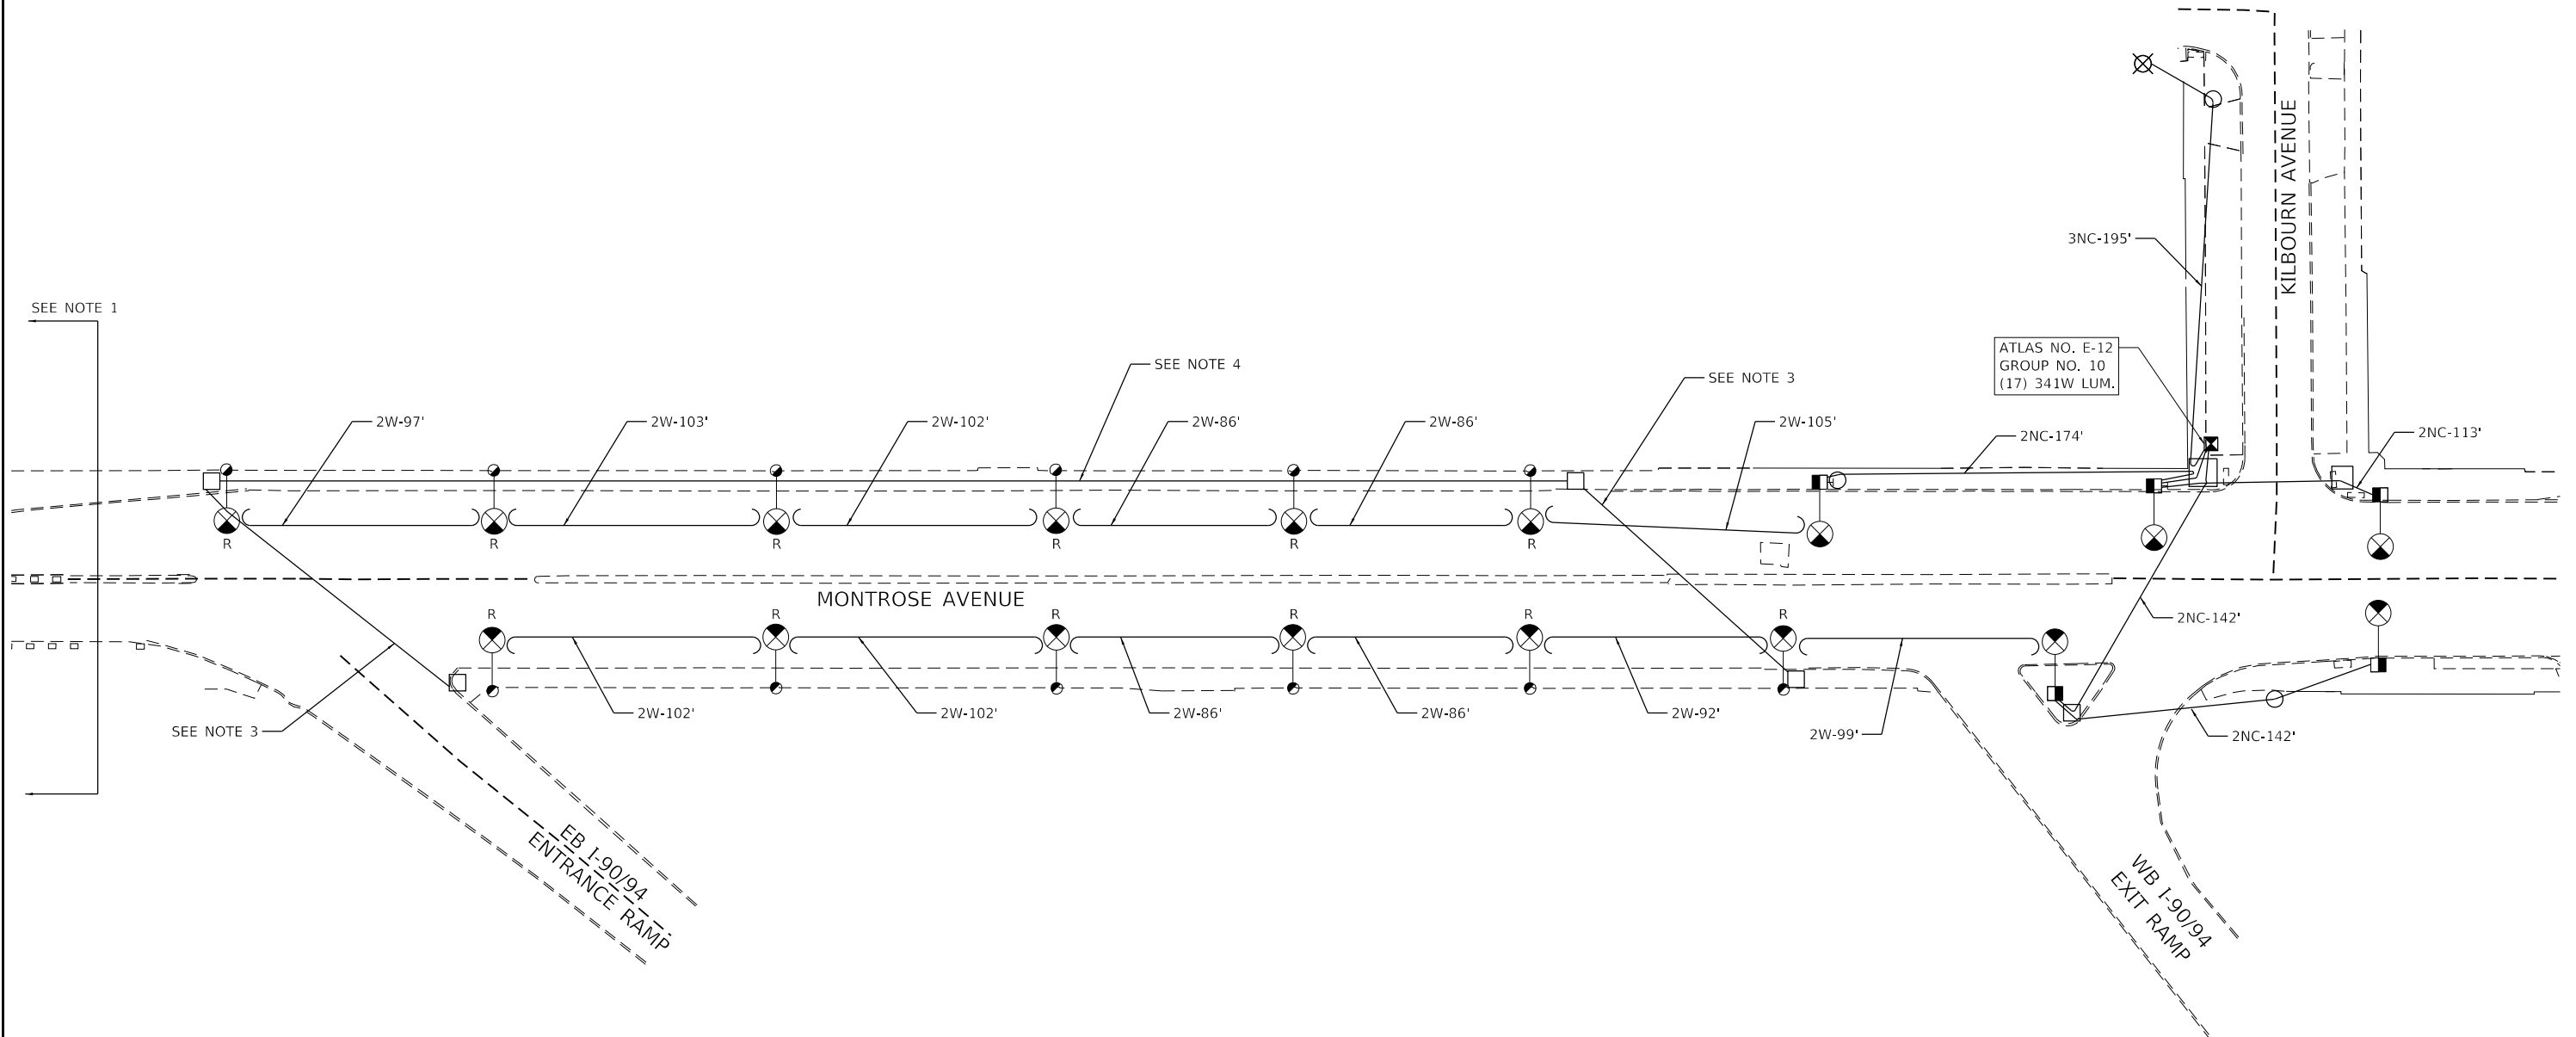 KILBOURN AVENUE
3NC-195'
SEE NOTE 1
ATLAS NO. E-12
GROUP NO. 10
(17) 341W LUM.
SEE NOTE 4
SEE NOTE 3
2W-97'
2W-103'
2W-102'
2W-86'
2W-86'
2W-105'
2NC-174'
2NC-113'
R
R
R
R
R
R
MONTROSE AVENUE
R
R
R
R
R
R
2NC-142'
2W-102'
2W-102'
2W-86'
2W-86'
2W-92'
2W-99'
2NC-142'
SEE NOTE 3
EB I-90/94
ENTRANCE RAMP
WB I-90/94
EXIT RAMP